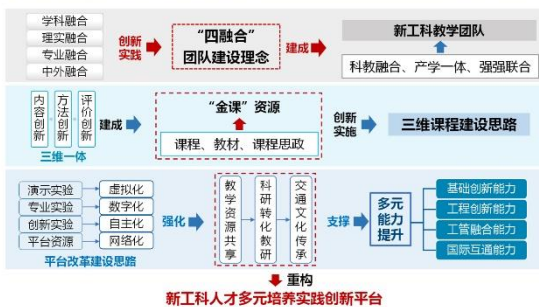 学科融合
理实融合
专业融合
中外融合
创新
实践
“四融合”
团队建设理念
建成
新工科教学团队
科教融合、产学一体、强强联合
内容创新
方法创新
评价创新
三维一体
建成
“金课”资源
课程、教材、课程思政
创新
实施
三维课程建设思路
演示实验
专业实验
创新实验
平台资源
虚拟化
数字化
自主化
网络化
平台改革建设思路
强化
教学资源共享
科研转化教研
交通文化传承
支撑
多元
能力
提升
基础创新能力
工程创新能力
工管融合能力
国际互通能力
重构
新工科人才多元培养实践创新平台